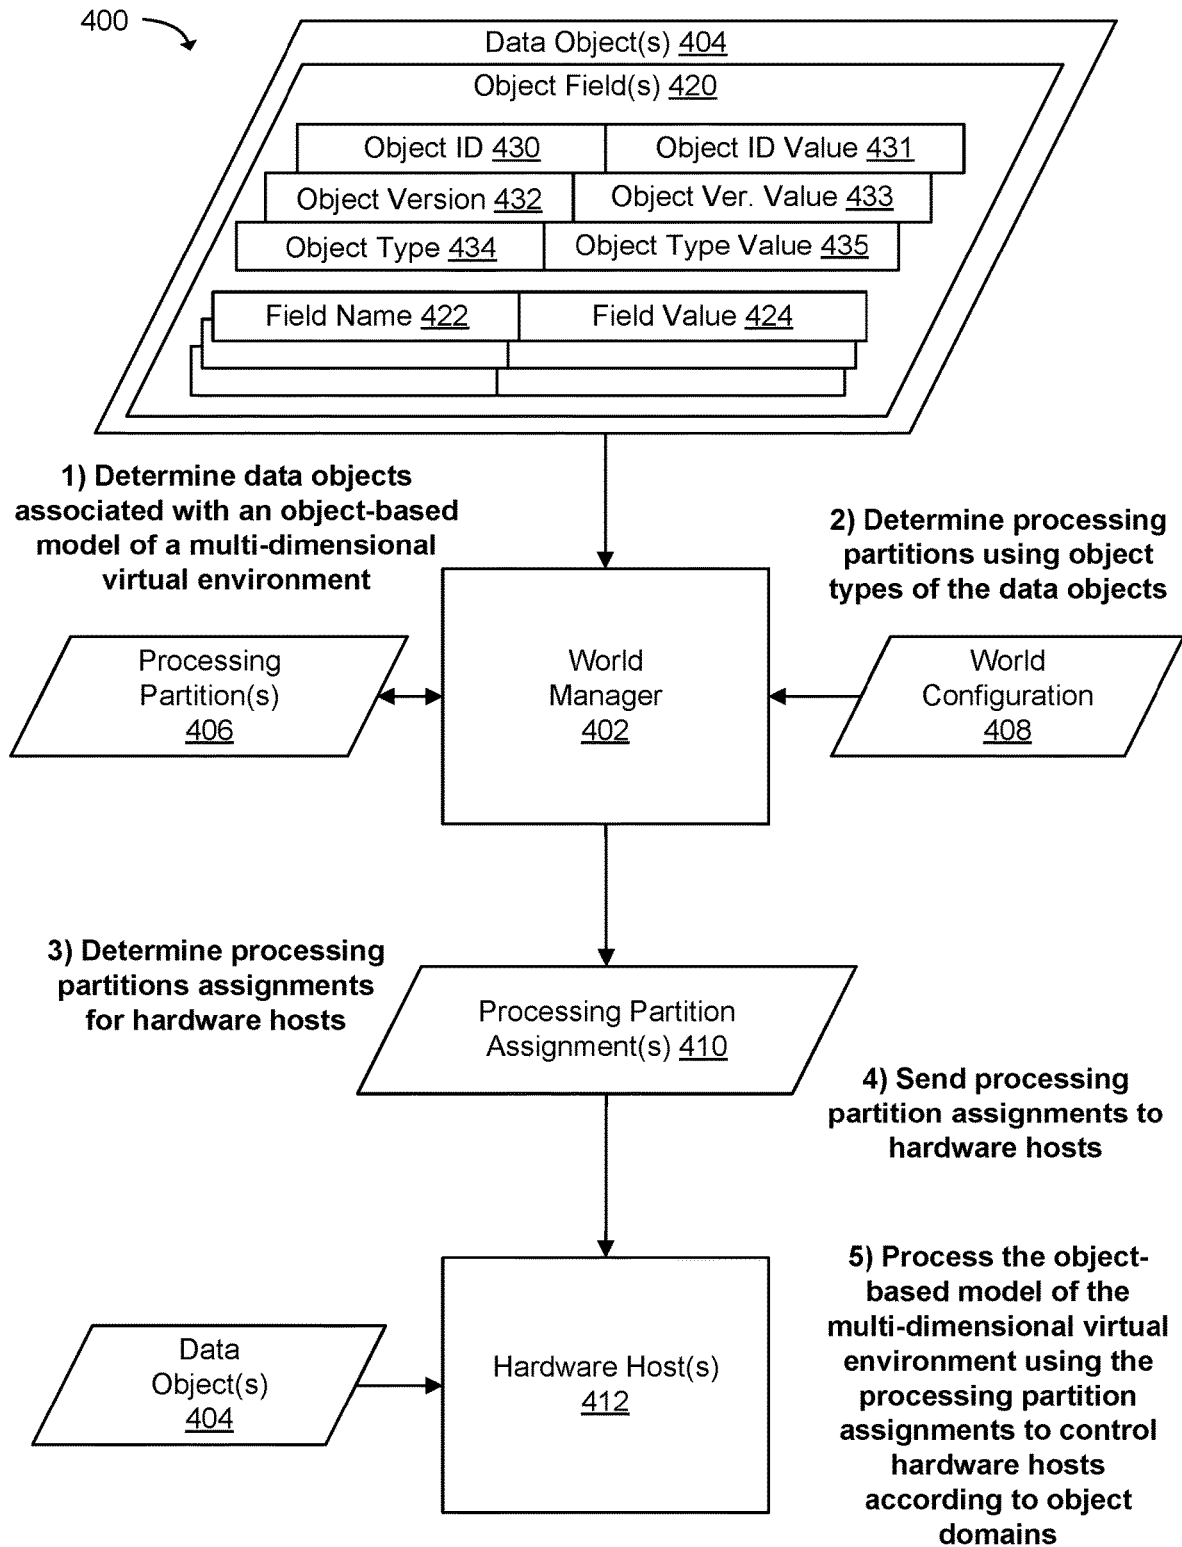 400
Data Object(s) 404
Object Field(s) 420
Object ID 430
Object ID Value 431
Object Version 432
Object Ver. Value 433
Object Type 434
Object Type Value 435
Field Name 422
Field Value 424
1) Determine data objects
associated with an object-based
model of a multi-dimensional
virtual environment
2) Determine processing
partitions using object
types of the data objects
Processing
Partition(s)
406
World
Manager
402
World
Configuration
408
3) Determine processing
partitions assignments
for hardware hosts
Processing Partition
Assignment(s) 410
4) Send processing
partition assignments to
hardware hosts
Data
Object(s)
404
Hardware Host(s)
412
5) Process the object-
based model of the
multi-dimensional virtual
environment using the
processing partition
assignments to control
hardware hosts
according to object
domains